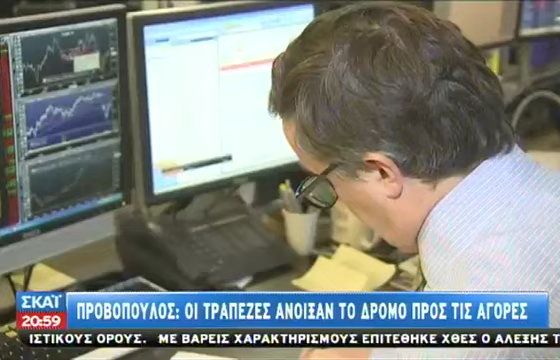 ΣΚΑΪ
20:59
ΠΡΟΒΟΠΟΥΛΟΣ: ΟΙ ΤΡΑΠΕΖΕΣ ΑΝΟΙΞΑΝ ΤΟ ΔΡΟΜΟ ΠΡΟΣ ΤΙΣ ΑΓΟΡΕΣ
ΙΣΤΙΚΟΥΣ ΟΡΟΥΣ. ΜΕ ΒΑΡΕΙΣ ΧΑΡΑΚΤΗΡΙΣΜΟΥΣ ΕΠΙΤΕΘΗΚΕ ΧΘΕΣ Ο ΑΛΕΞΗΣ